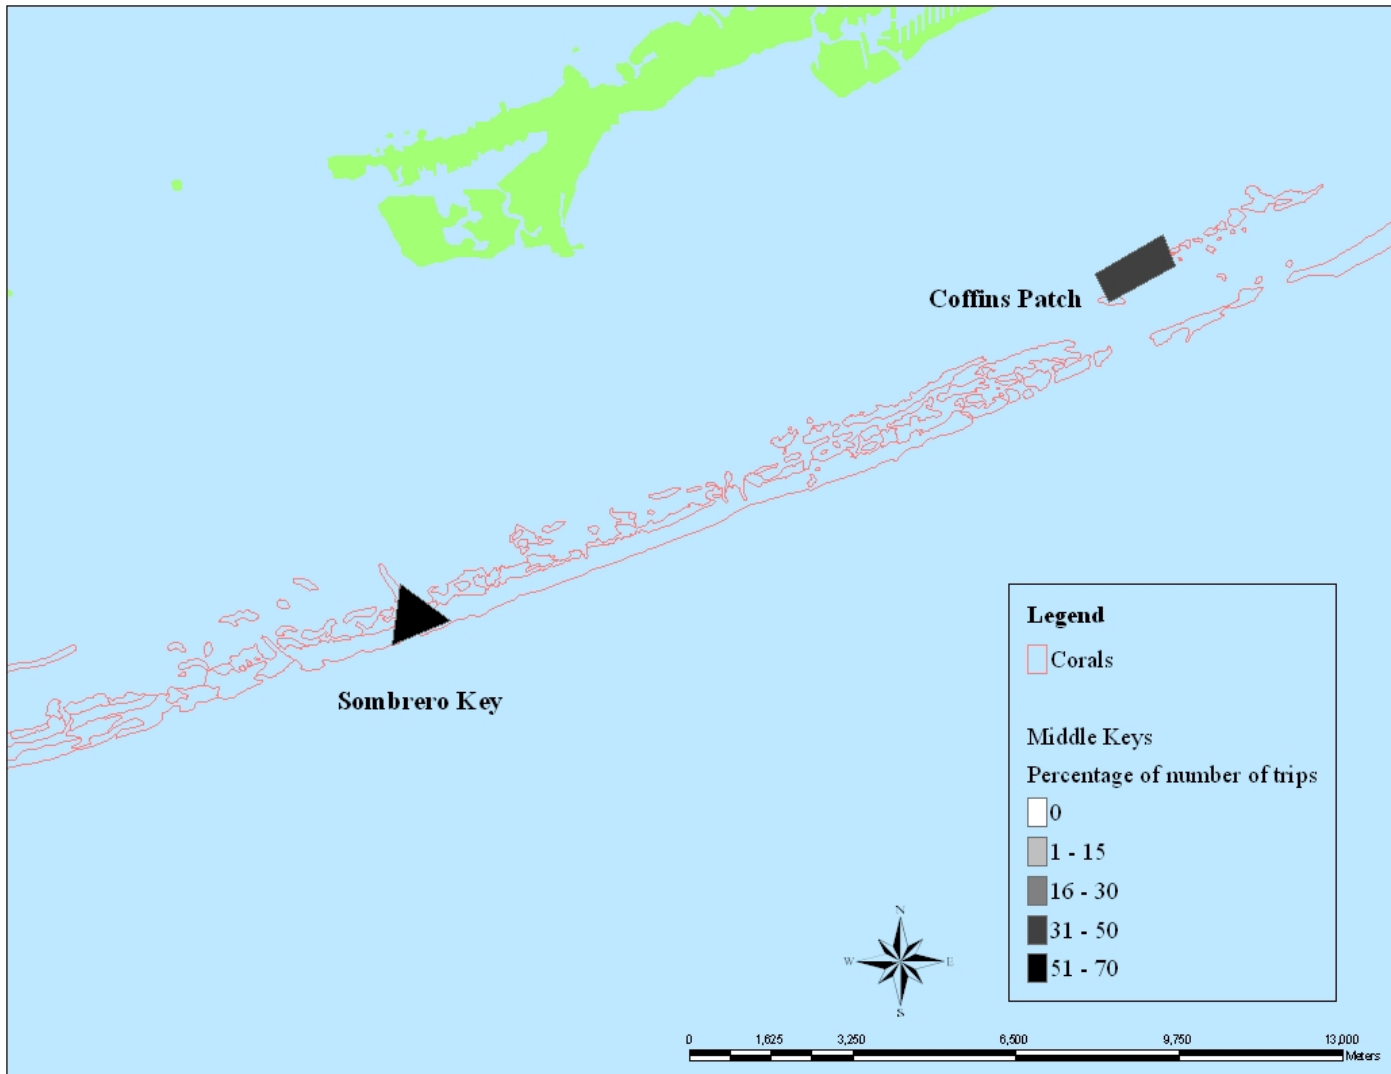 Coffins Patch
Sombrero Key
Legend
Corals
Middle Keys
Percentage of number of trips
0
1 - 15
16 - 30
31 - 50
51 - 70
N
W E
S
0 1,625 3,250 6,500 9,750 13,000
Meters